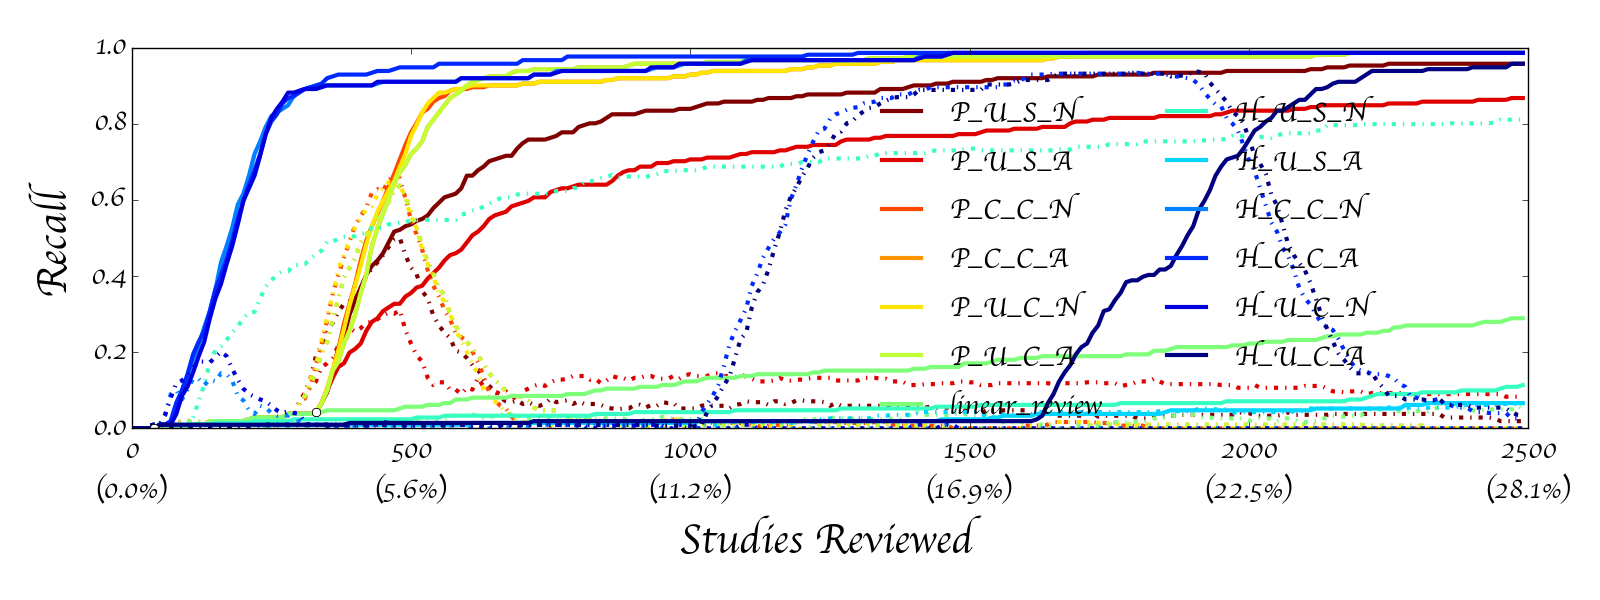 1.0
0.8
0.6
0.4
0.2
0.0
Recall
P_U_S_N
P_U_S_A
P_C_C_N
P_C_C_A
P_U_C_N
P_U_C_A
linear_review
H_U_S_N
H_U_S_A
H_C_C_N
H_C_C_A
H_U_C_N
H_U_C_A
0 500 1000 1500 2000 2500
(0.0%) (5.6%) (11.2%) (16.9%) (22.5%) (28.1%)
Studies Reviewed